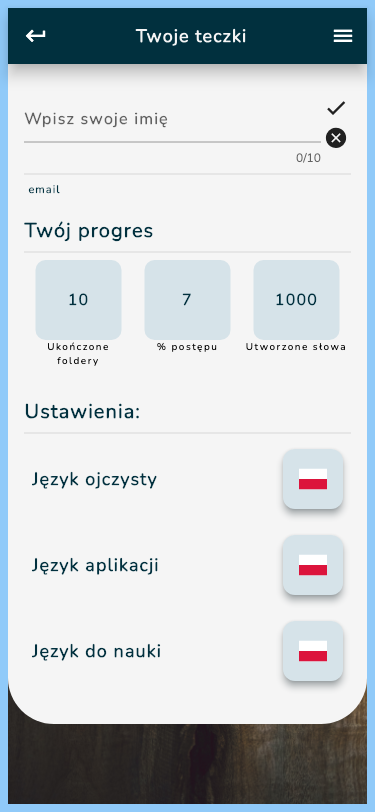 Twoje teczki
Wpisz swoje imię
0/10
email
Twój progres
10
7
1000
Ukończone
foldery
% postępu
Utworzone słowa
Ustawienia:
Język ojczysty
Język aplikacji
Język do nauki